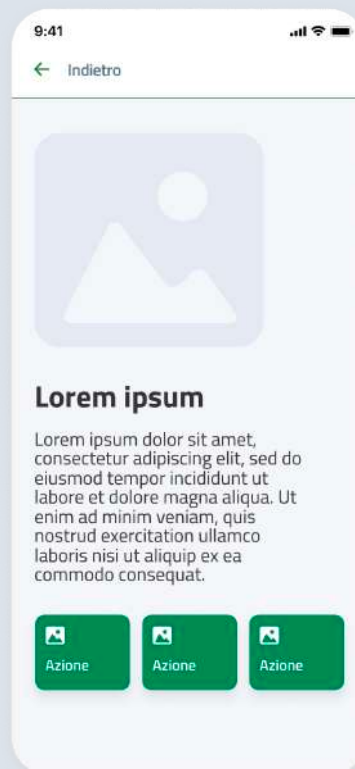 9:41
Indietro
Lorem ipsum
Lorem ipsum dolor sit amet,
consectetur adipiscing elit, sed do
eiusmod tempor incididunt ut
labore et dolore magna aliqua. Ut
enim ad minim veniam, quis
nostrud exercitation ullamco
laboris nisi ut aliquip ex ea
commodo consequat.
Azione
Azione
Azione